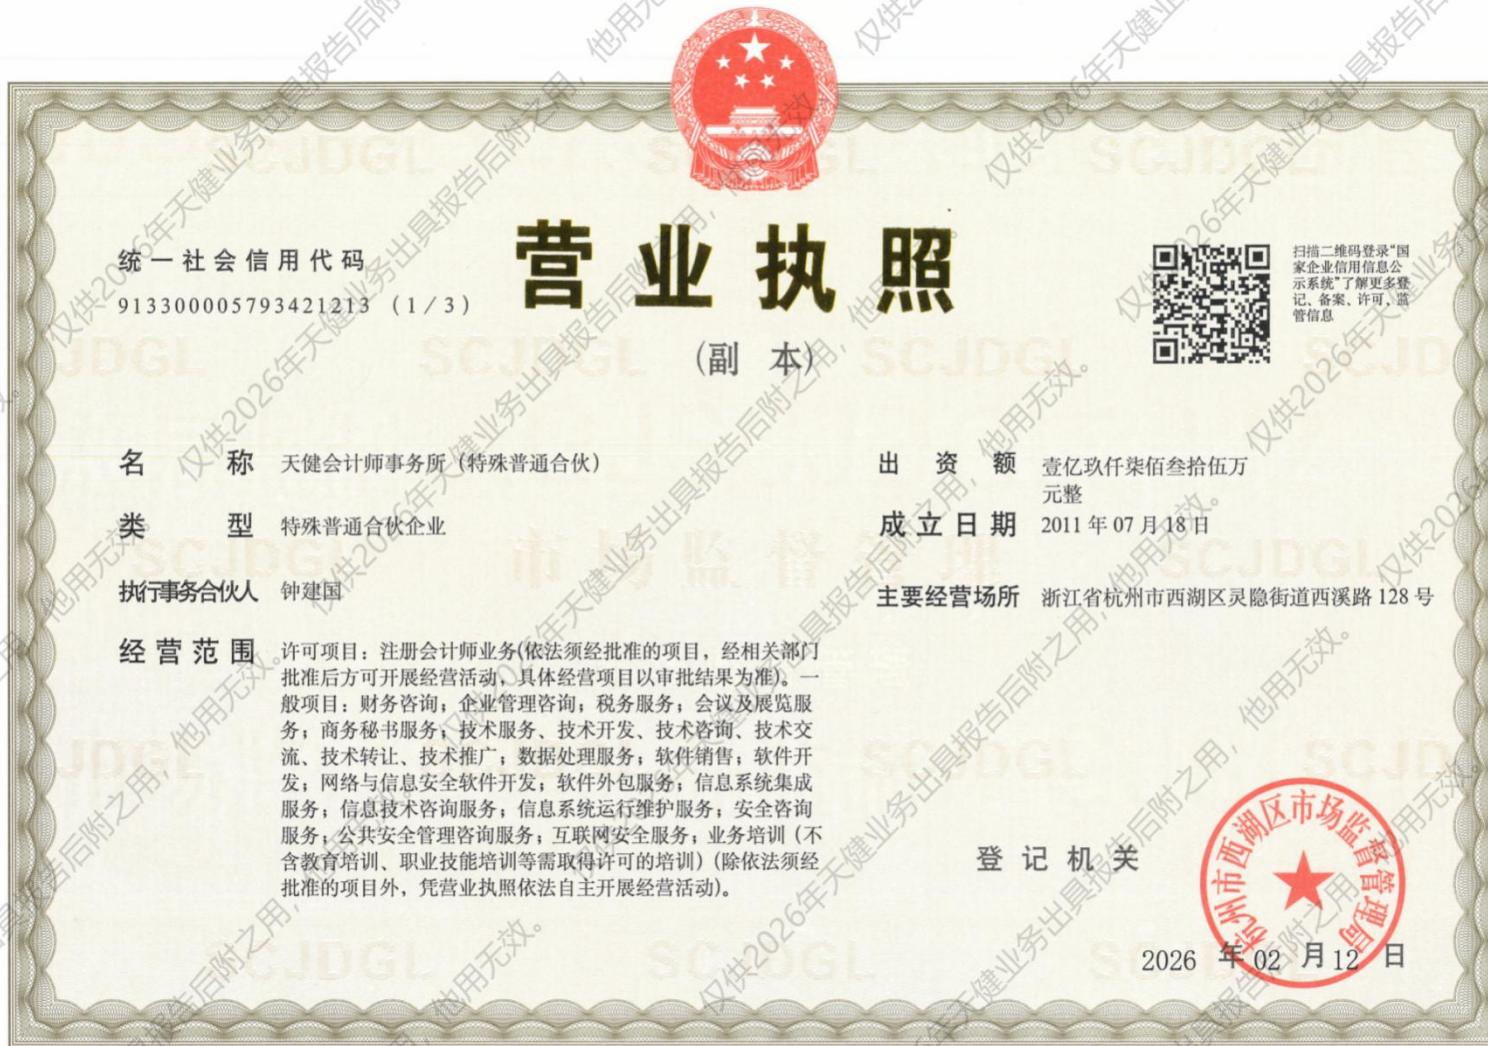 统一社会信用代码
913300005793421213 (1/3)
营业执照
(副 本)
扫描二维码登录“国
家企业信用信息公
示系统”了解更多登
记、备案、许可、监
管信息
名 称 天健会计师事务所（特殊普通合伙）
类 型 特殊普通合伙企业
执行事务合伙人 钟建国
经营范围 许可项目：注册会计师业务(依法须经批准的项目，经相关部门
批准后方可开展经营活动，具体经营项目以审批结果为准)。一
般项目：财务咨询；企业管理咨询；税务服务；会议及展览服
务；商务秘书服务；技术服务、技术开发、技术咨询、技术交
流、技术转让、技术推广；数据处理服务；软件销售；软件开
发；网络与信息安全软件开发；软件外包服务；信息系统集成
服务；信息技术咨询服务；信息系统运行维护服务；安全咨询
服务；公共安全管理咨询服务；互联网安全服务；业务培训（不
含教育培训、职业技能培训等需取得许可的培训）(除依法须经
批准的项目外，凭营业执照依法自主开展经营活动)。
出 资 额 壹亿玖仟柒佰叁拾伍万
元整
成立日期 2011 年 07 月 18 日
主要经营场所 浙江省杭州市西湖区灵隐街道西溪路 128 号
登记机关
杭州市西湖区市场监督管理局
2026 年 02 月 12 日
仅供2026年天健业务出具报告后附之用，他用无效。
SCJDGL